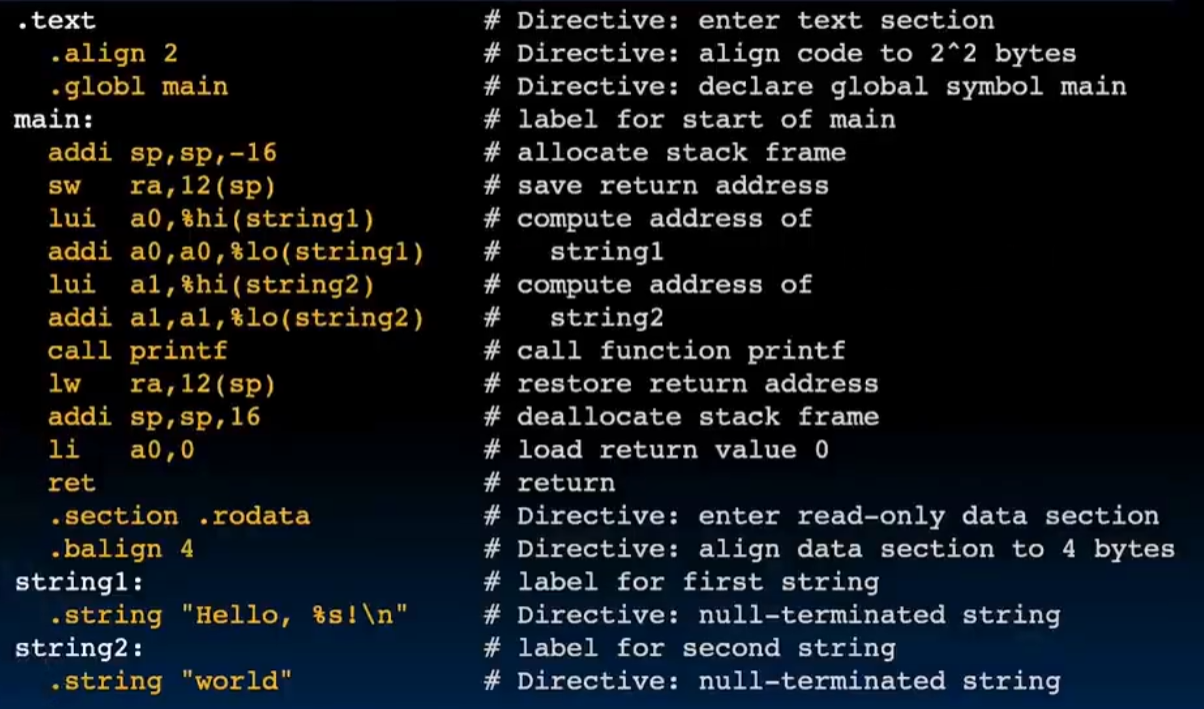 .text # Directive: enter text section
.align 2 # Directive: align code to 2^2 bytes
.globl main # Directive: declare global symbol main
main: # label for start of main
addi sp,sp,-16 # allocate stack frame
sw ra,12(sp) # save return address
lui a0,%hi(string1) # compute address of
addi a0,a0,%lo(string1) # string1
lui a1,%hi(string2) # compute address of
addi a1,a1,%lo(string2) # string2
call printf # call function printf
lw ra,12(sp) # restore return address
addi sp,sp,16 # deallocate stack frame
li a0,0 # load return value 0
ret # return
.section .rodata # Directive: enter read-only data section
.balign 4 # Directive: align data section to 4 bytes
string1: # label for first string
.string "Hello, %s!\n" # Directive: null-terminated string
string2: # label for second string
.string "world" # Directive: null-terminated string